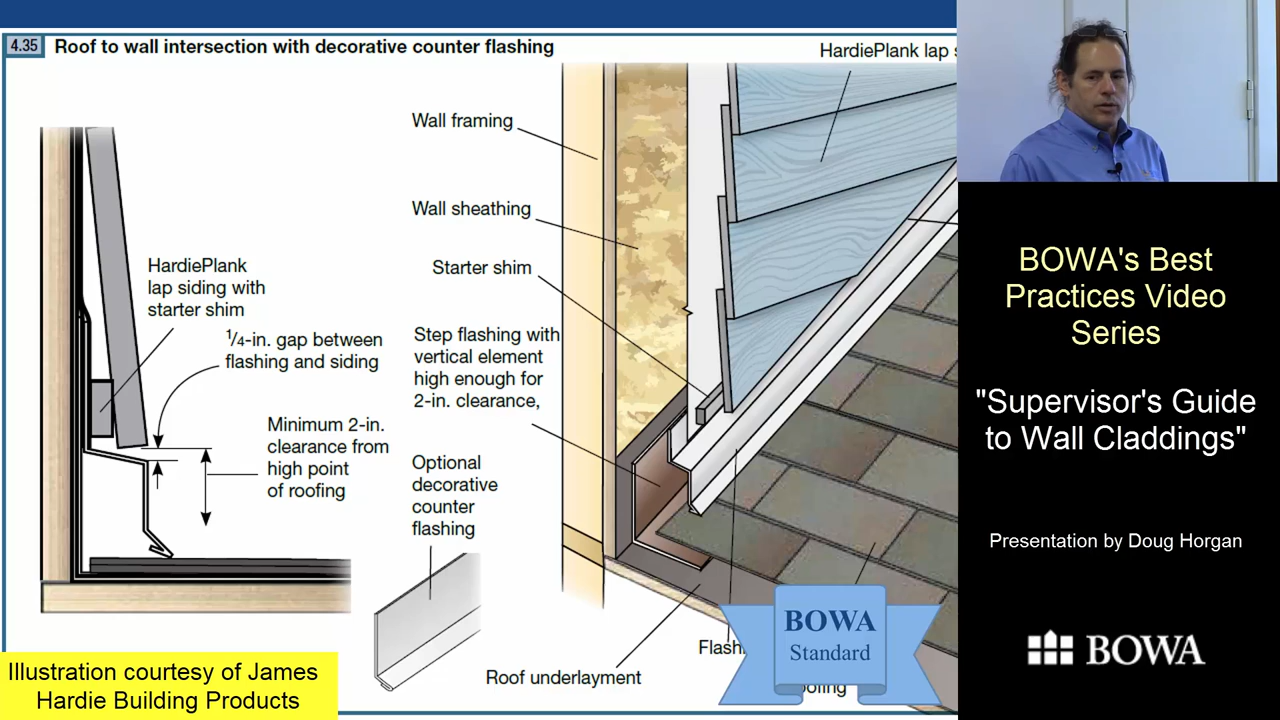 4.35 Roof to wall intersection with decorative counter flashing
HardiePlank lap
Wall framing
Wall sheathing
Starter shim
HardiePlank
lap siding with
starter shim
1/4-in. gap between
flashing and siding
Step flashing with
vertical element
high enough for
2-in. clearance,
Minimum 2-in.
clearance from
high point
of roofing
Optional
decorative
counter
flashing
Roof underlayment
BOWA
Standard
Illustration courtesy of James
Hardie Building Products
BOWA's Best
Practices Video
Series
"Supervisor's Guide
to Wall Claddings"
Presentation by Doug Horgan
BOWA